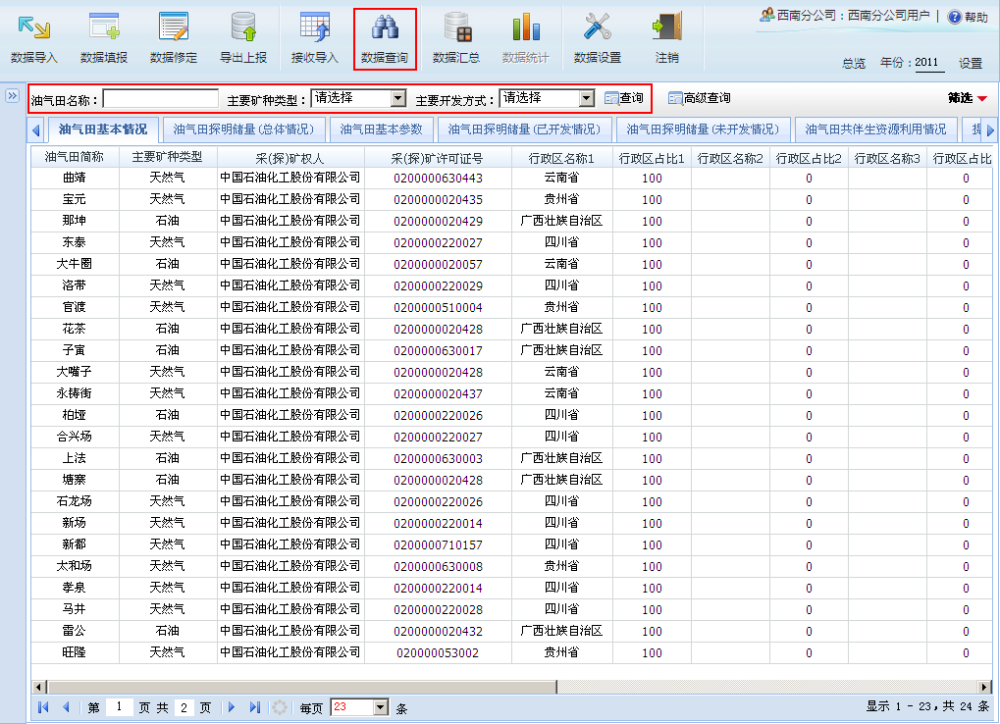 西南分公司：西南分公司用户 | 帮助
数据导入 数据填报 数据修定 导出上报 接收导入 数据查询 数据汇总 数据统计 数据设置 注销
总览 年份：2011 设置
油气田名称： 主要矿种类型： 请选择 主要开发方式： 请选择 查询 高级查询 筛选
油气田基本情况 油气田探明储量(总体情况) 油气田基本参数 油气田探明储量(已开发情况) 油气田探明储量(未开发情况) 油气田共伴生资源利用情况
油气田简称 主要矿种类型 采(探)矿权人 采(探)矿许可证号 行政区名称1 行政区占比1 行政区名称2 行政区占比2 行政区名称3 行政区占比
曲靖 天然气 中国石油化工股份有限公司 0200000630443 云南省 100 0 0
宝元 天然气 中国石油化工股份有限公司 0200000020435 贵州省 100 0 0
那坤 石油 中国石油化工股份有限公司 0200000020429 广西壮族自治区 100 0 0
东泰 天然气 中国石油化工股份有限公司 0200000220027 四川省 100 0 0
大牛圈 石油 中国石油化工股份有限公司 0200000020057 云南省 100 0 0
洛带 天然气 中国石油化工股份有限公司 0200000220029 四川省 100 0 0
官渡 天然气 中国石油化工股份有限公司 0200000510004 贵州省 100 0 0
花茶 石油 中国石油化工股份有限公司 0200000020428 广西壮族自治区 100 0 0
子寅 石油 中国石油化工股份有限公司 0200000630017 广西壮族自治区 100 0 0
大嘴子 天然气 中国石油化工股份有限公司 0200000020428 云南省 100 0 0
永铸街 天然气 中国石油化工股份有限公司 0200000020437 云南省 100 0 0
柏垭 石油 中国石油化工股份有限公司 0200000220026 四川省 100 0 0
合兴场 天然气 中国石油化工股份有限公司 0200000220027 四川省 100 0 0
上法 石油 中国石油化工股份有限公司 0200000630003 广西壮族自治区 100 0 0
塘寨 石油 中国石油化工股份有限公司 0200000020428 广西壮族自治区 100 0 0
石龙场 天然气 中国石油化工股份有限公司 0200000220026 四川省 100 0 0
新场 天然气 中国石油化工股份有限公司 0200000220014 四川省 100 0 0
新都 天然气 中国石油化工股份有限公司 0200000710157 四川省 100 0 0
太和场 天然气 中国石油化工股份有限公司 0200000630008 贵州省 100 0 0
孝泉 天然气 中国石油化工股份有限公司 0200000220014 四川省 100 0 0
马井 天然气 中国石油化工股份有限公司 0200000220028 四川省 100 0 0
雷公 石油 中国石油化工股份有限公司 0200000020432 广西壮族自治区 100 0 0
旺隆 天然气 中国石油化工股份有限公司 020000053002 贵州省 100 0 0
第 1 页 共 2 页 每页 23 条 显示 1 - 23,共 24 条